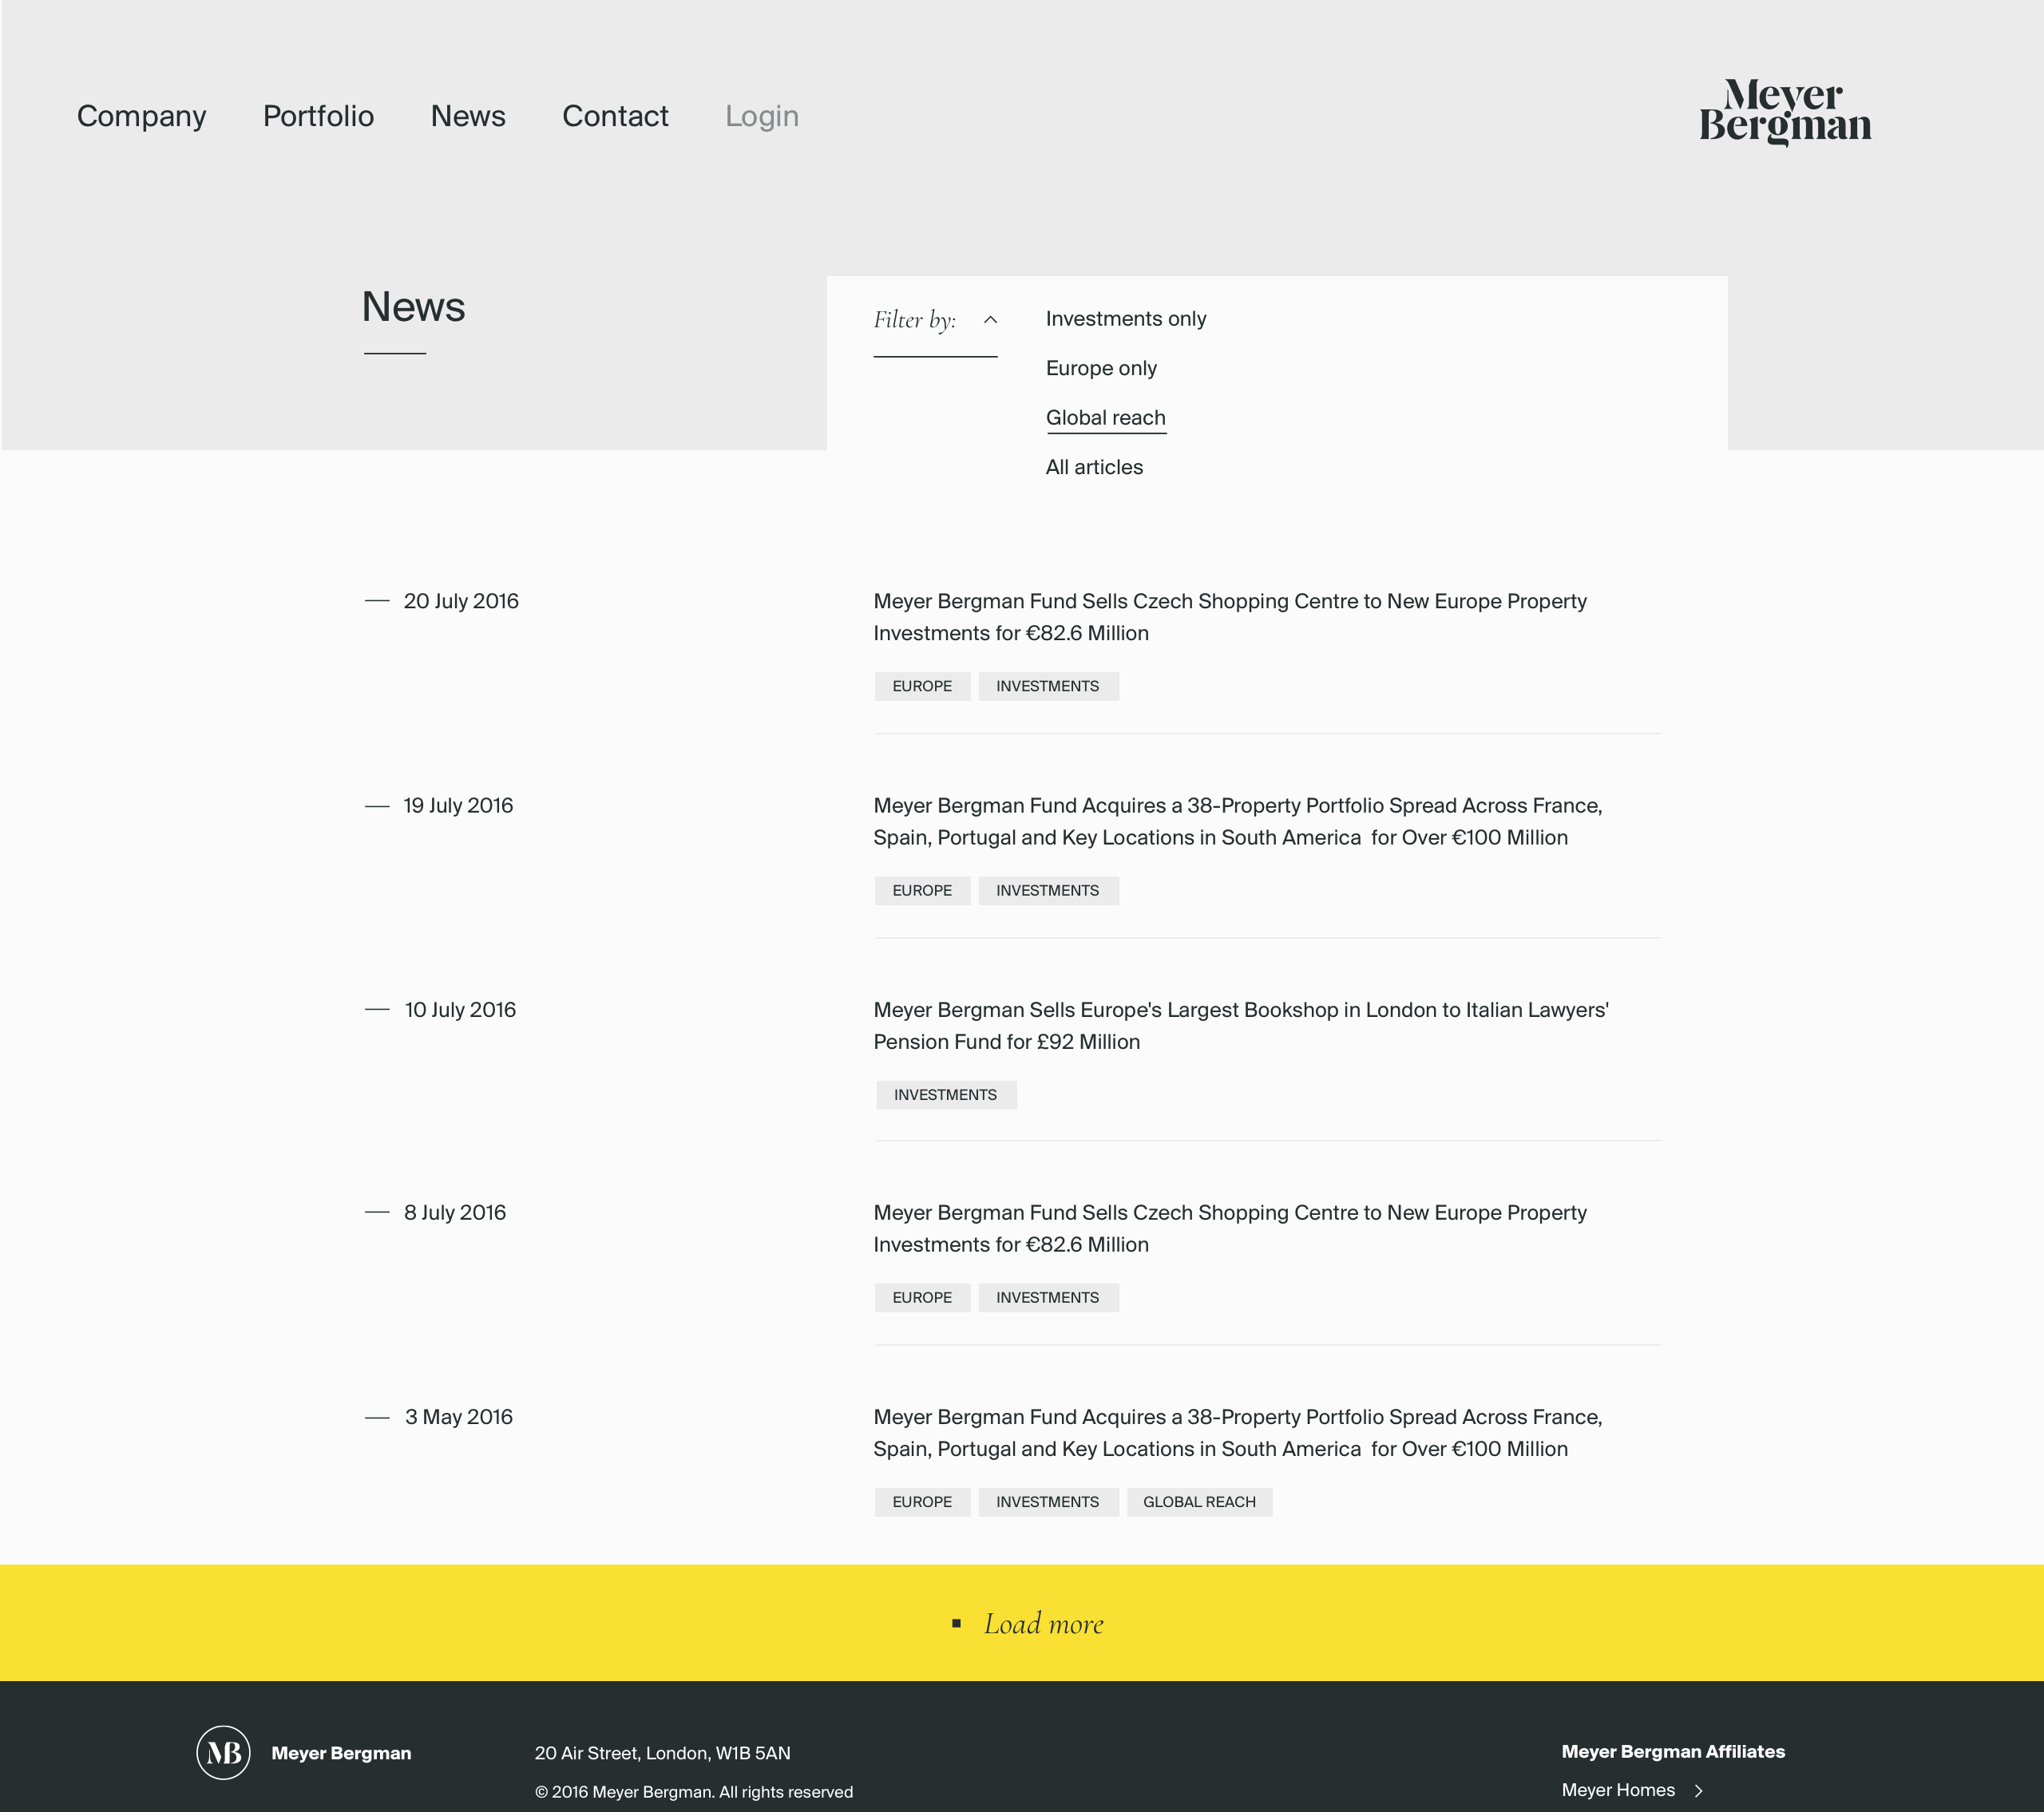 Company Portfolio News Contact Login
Meyer
Bergman
News
Filter by:
Investments only
Europe only
Global reach
All articles
20 July 2016
Meyer Bergman Fund Sells Czech Shopping Centre to New Europe Property
Investments for €82.6 Million
EUROPE INVESTMENTS
19 July 2016
Meyer Bergman Fund Acquires a 38-Property Portfolio Spread Across France,
Spain, Portugal and Key Locations in South America  for Over €100 Million
EUROPE INVESTMENTS
10 July 2016
Meyer Bergman Sells Europe's Largest Bookshop in London to Italian Lawyers'
Pension Fund for £92 Million
INVESTMENTS
8 July 2016
Meyer Bergman Fund Sells Czech Shopping Centre to New Europe Property
Investments for €82.6 Million
EUROPE INVESTMENTS
3 May 2016
Meyer Bergman Fund Acquires a 38-Property Portfolio Spread Across France,
Spain, Portugal and Key Locations in South America  for Over €100 Million
EUROPE INVESTMENTS GLOBAL REACH
Load more
MB
Meyer Bergman
20 Air Street, London, W1B 5AN
© 2016 Meyer Bergman. All rights reserved
Meyer Bergman Affiliates
Meyer Homes